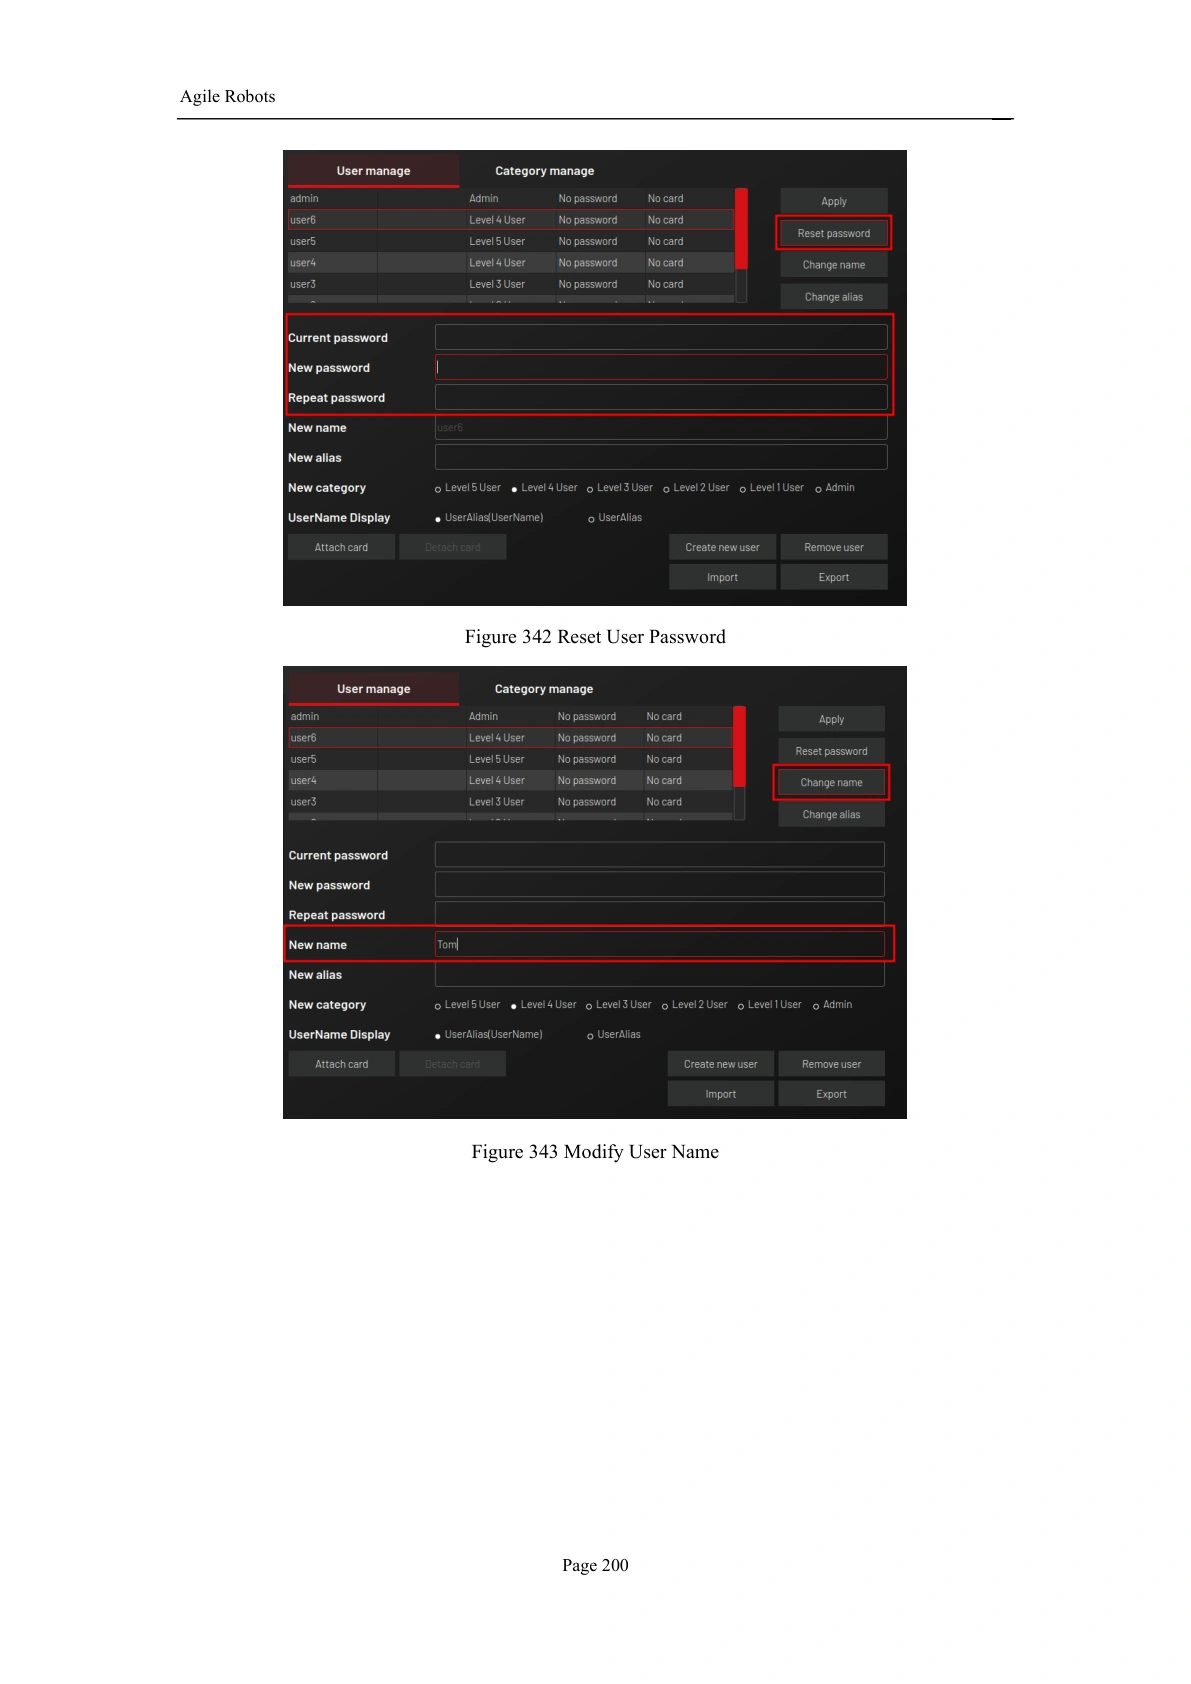 Agile Robots
User manage Category manage
admin Admin No password No card
Apply
user6 Level 4 User No password No card
Reset password
user5 Level 5 User No password No card
user4 Level 4 User No password No card
Change name
user3 Level 3 User No password No card
Change alias
Current password
New password
Repeat password
New name user6
New alias
New category Level 5 User Level 4 User Level 3 User Level 2 User Level 1 User Admin
UserName Display UserAlias(UserName) UserAlias
Attach card Detach card Create new user Remove user
Import Export
Figure 342 Reset User Password
User manage Category manage
admin Admin No password No card
Apply
user6 Level 4 User No password No card
Reset password
user5 Level 5 User No password No card
user4 Level 4 User No password No card
Change name
user3 Level 3 User No password No card
Change alias
Current password
New password
Repeat password
New name Tom
New alias
New category Level 5 User Level 4 User Level 3 User Level 2 User Level 1 User Admin
UserName Display UserAlias(UserName) UserAlias
Attach card Detach card Create new user Remove user
Import Export
Figure 343 Modify User Name
Page 200